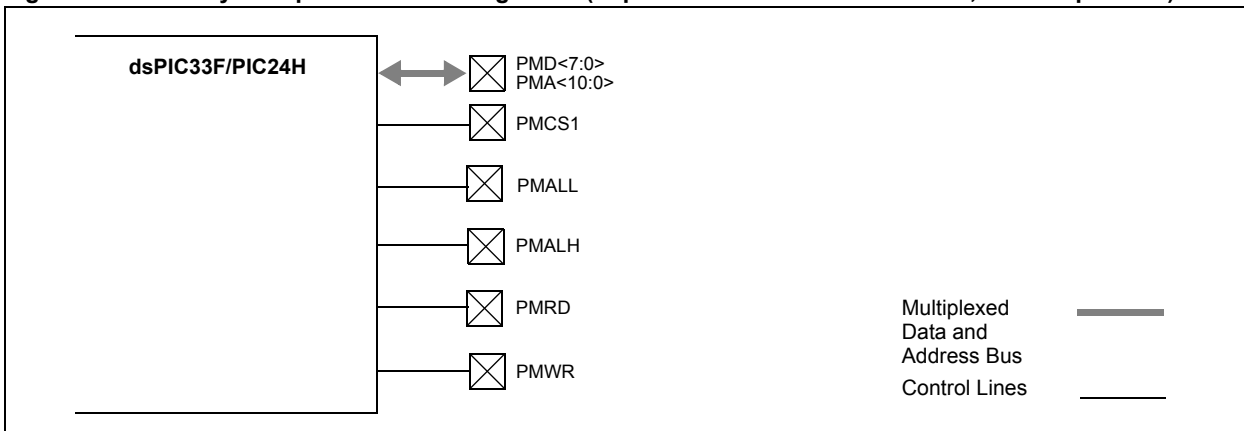 dsPIC33F/PIC24H
PMD<7:0>
PMA<10:0>
PMCS1
PMALL
PMALH
PMRD
PMWR
Multiplexed
Data and
Address Bus
Control Lines